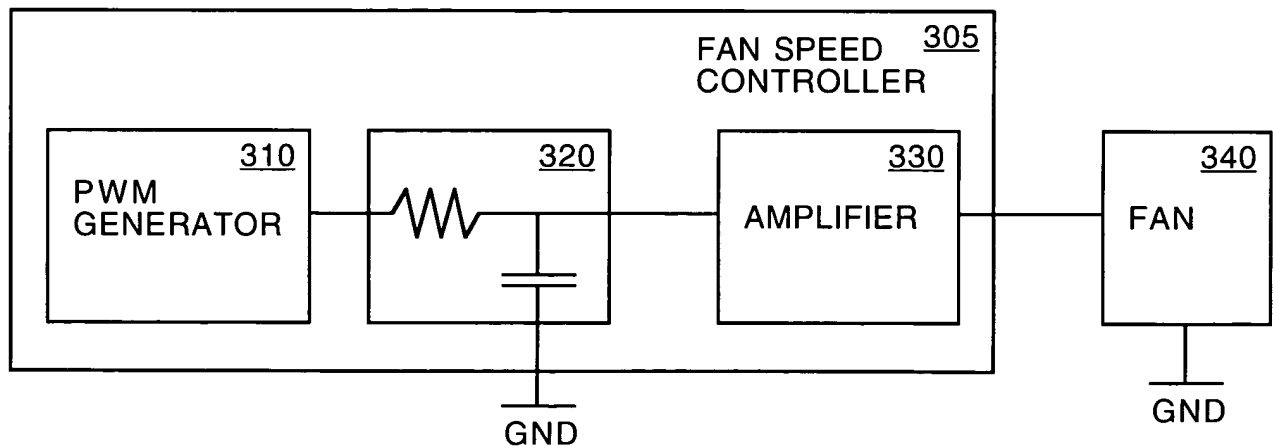 305
FAN SPEED
CONTROLLER
310
PWM
GENERATOR
320
330
AMPLIFIER
340
FAN
GND
GND